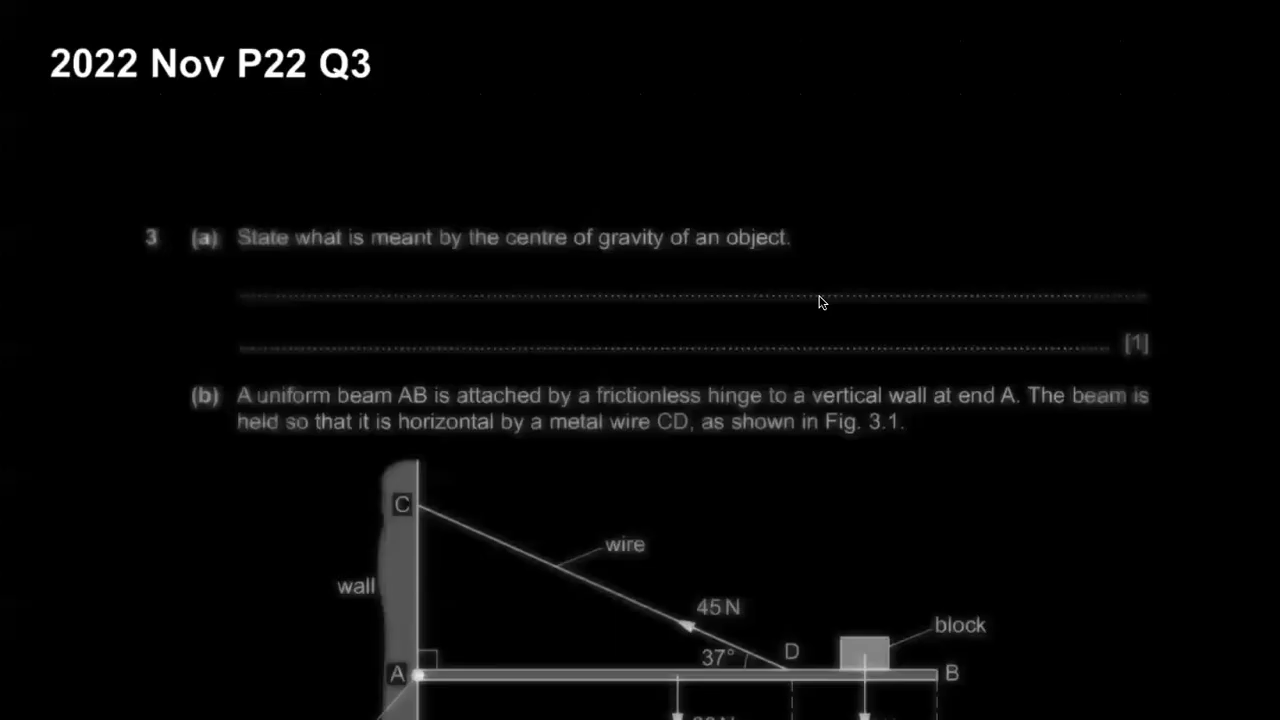 2022 Nov P22 Q3
3 (a) State what is meant by the centre of gravity of an object.
[1]
(b) A uniform beam AB is attached by a frictionless hinge to a vertical wall at end A. The beam is
held so that it is horizontal by a metal wire CD, as shown in Fig. 3.1.
C
wire
wall
45 N
block
37°
D
A
B